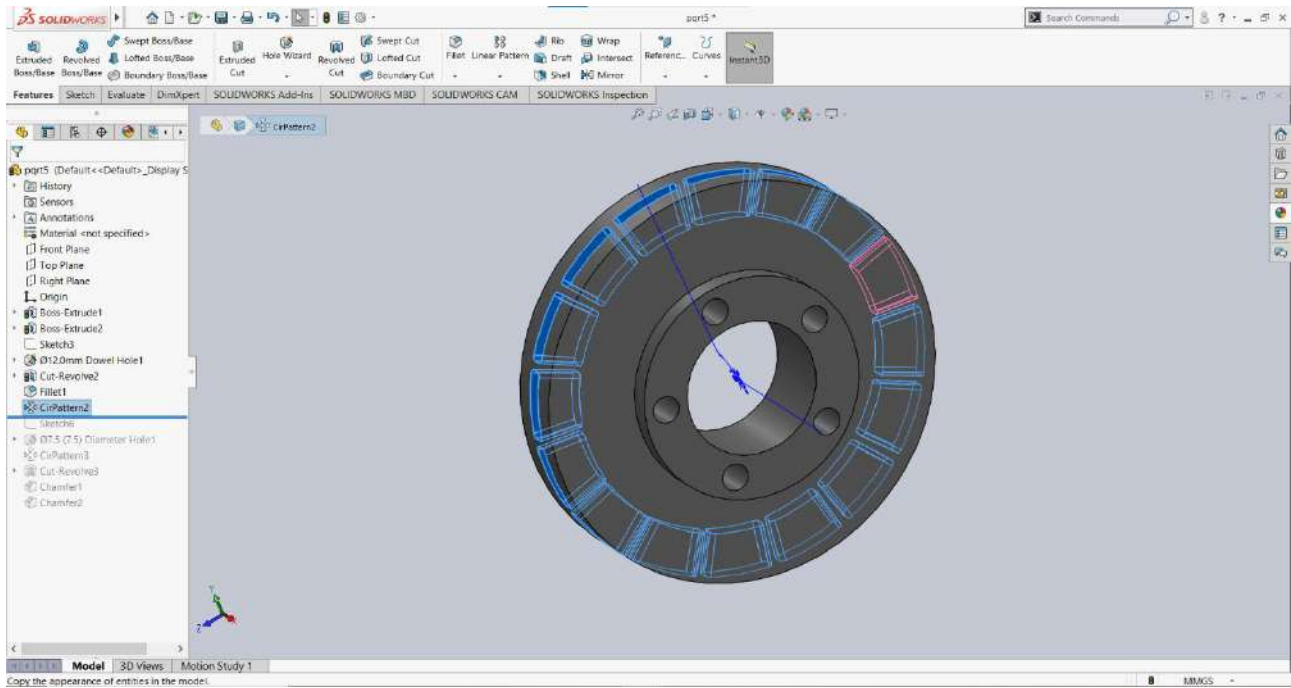 SOLIDWORKS
part5 *
Search Commands
Extruded Boss/Base
Revolved Boss/Base
Swept Boss/Base
Lofted Boss/Base
Boundary Boss/Base
Extruded Cut
Hole Wizard
Revolved Cut
Swept Cut
Lofted Cut
Boundary Cut
Fillet
Linear Pattern
Rib
Draft
Shell
Wrap
Intersect
Mirror
Referenc...
Curves
Instant3D
Features
Sketch
Evaluate
DimXpert
SOLIDWORKS Add-Ins
SOLIDWORKS MBD
SOLIDWORKS CAM
SOLIDWORKS Inspection
CirPattern2
part5 (Default<<Default>_Display S
History
Sensors
Annotations
Material <not specified>
Front Plane
Top Plane
Right Plane
Origin
Boss-Extrude1
Boss-Extrude2
Sketch3
Ø12.0mm Dowel Hole1
Cut-Revolve2
Fillet1
CirPattern2
Sketch6
Ø7.5 (7.5) Diameter Hole1
CirPattern3
Cut-Revolve3
Chamfer1
Chamfer2
Y
Z
Model
3D Views
Motion Study 1
Copy the appearance of entities in the model.
MMGS